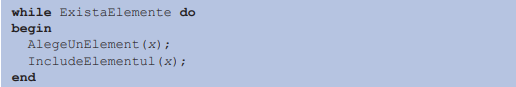 while ExistaElemente do
begin
AlegeUnElement(x);
IncludeElementul(x);
end